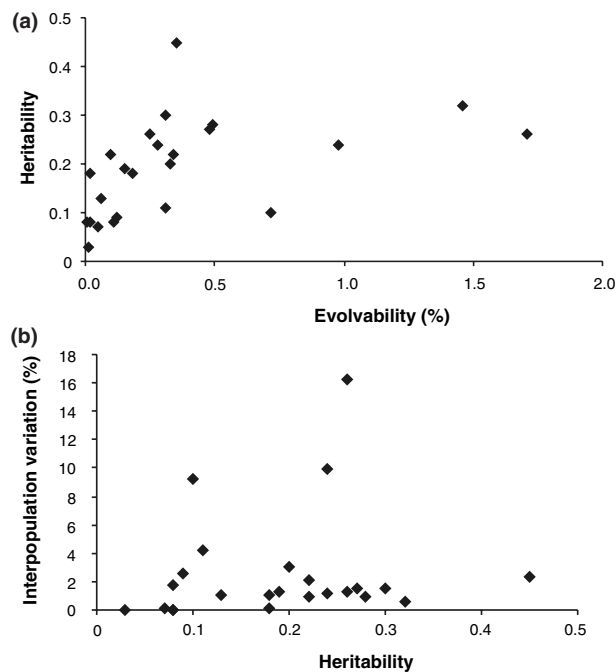 (a)
0.5
0.4
0.3
0.2
0.1
0
Heritability
0.0 0.5 1.0 1.5 2.0
Evolvability (%)
(b)
18
16
14
12
10
8
6
4
2
0
Interpopulation variation (%)
0 0.1 0.2 0.3 0.4 0.5
Heritability